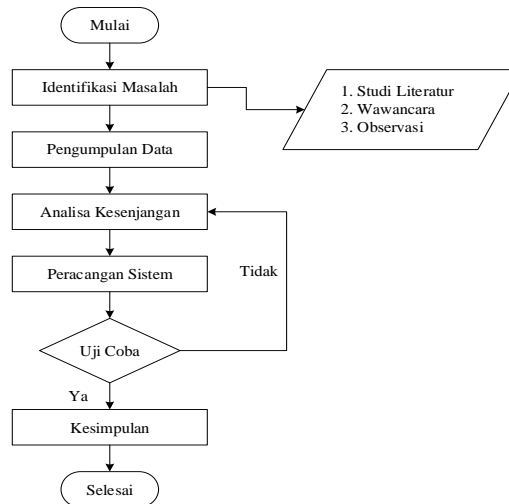 Mulai
Identifikasi Masalah
1. Studi Literatur
2. Wawancara
3. Observasi
Pengumpulan Data
Analisa Kesenjangan
Peracangan Sistem
Tidak
Uji Coba
Ya
Kesimpulan
Selesai